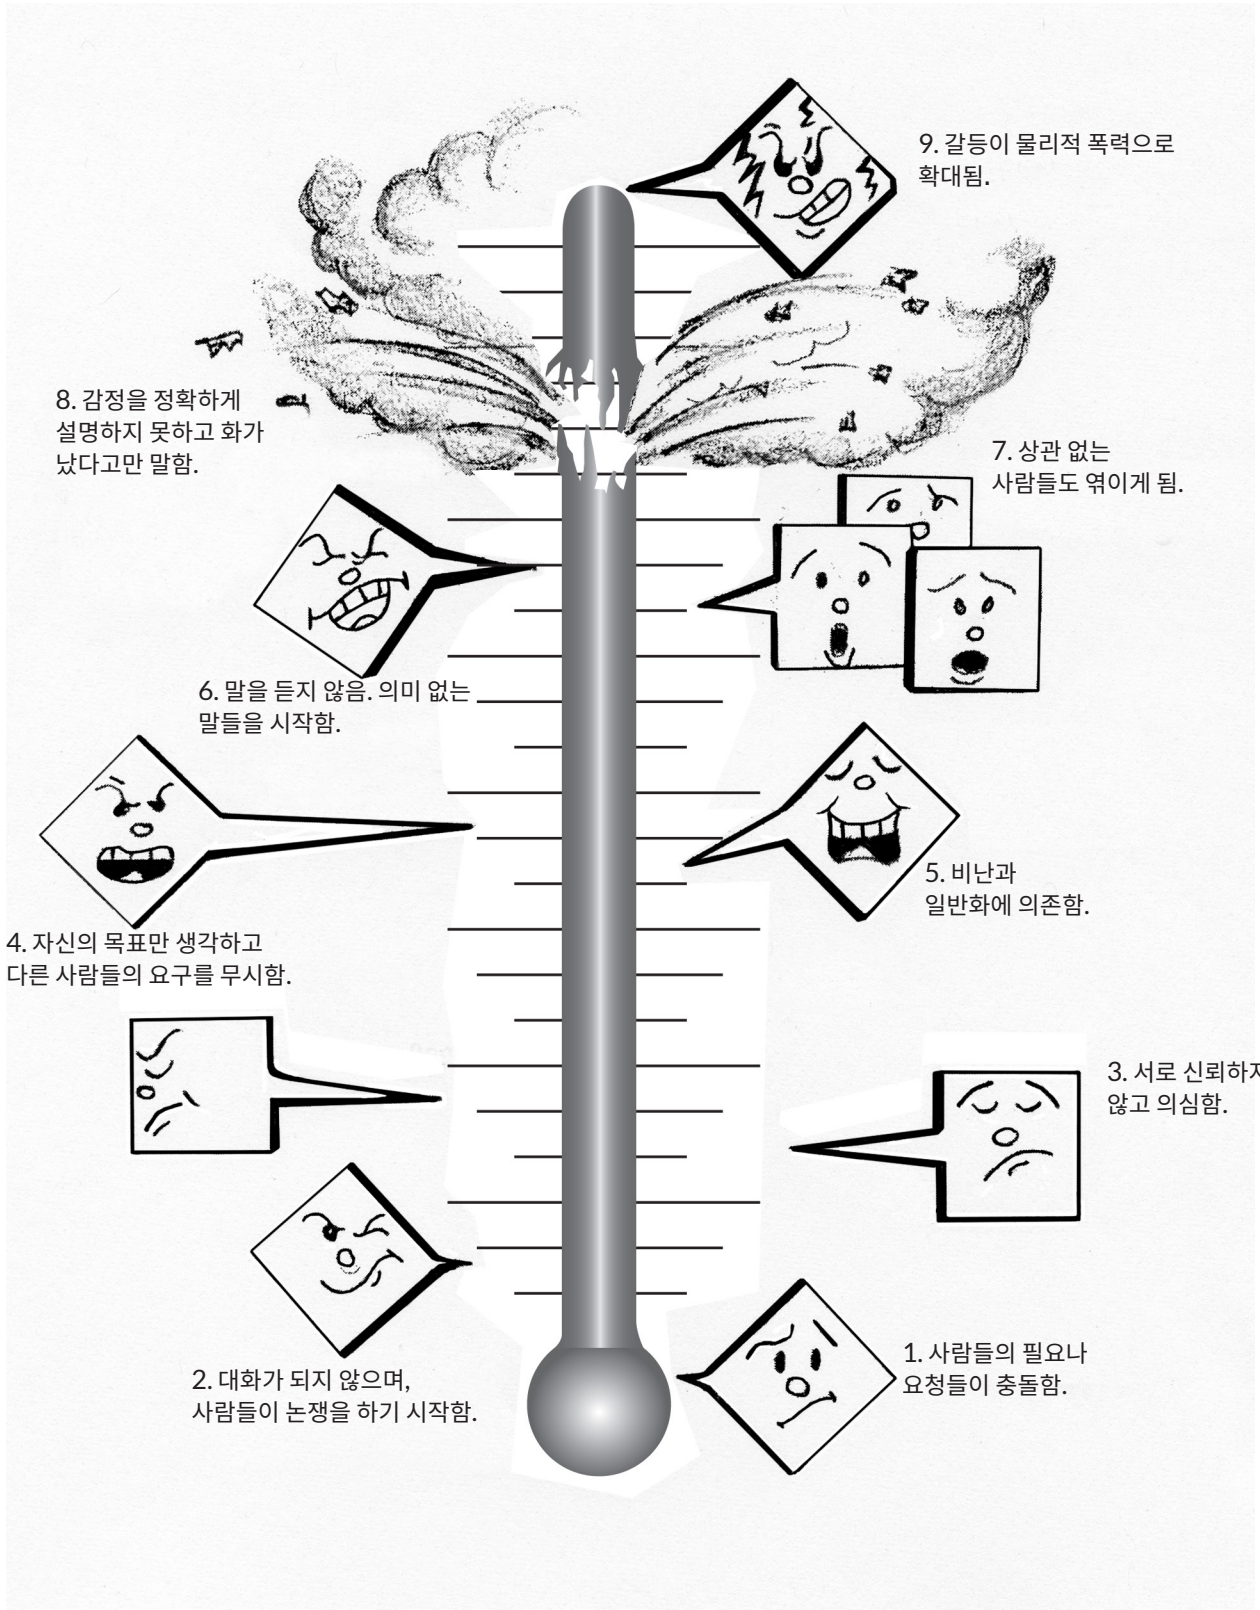 9. 갈등이 물리적 폭력으로
확대됨.
8. 감정을 정확하게
설명하지 못하고 화가
났다고만 말함.
7. 상관 없는
사람들도 엮이게 됨.
6. 말을 듣지 않음. 의미 없는
말들을 시작함.
5. 비난과
일반화에 의존함.
4. 자신의 목표만 생각하고
다른 사람들의 요구를 무시함.
3. 서로 신뢰하지
않고 의심함.
2. 대화가 되지 않으며,
사람들이 논쟁을 하기 시작함.
1. 사람들의 필요나
요청들이 충돌함.